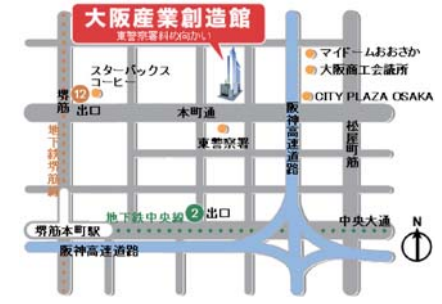 大阪産業創造館
東警察署斜め向かい
マイドームおおさか
大阪商工会議所
CITY PLAZA OSAKA
スターバックス
コーヒー
12
出口
堺筋
本町通
東警察署
阪神高速道路
松屋町筋
地下鉄堺筋線
地下鉄中央線
2
出口
中央大通
堺筋本町駅
阪神高速道路
N